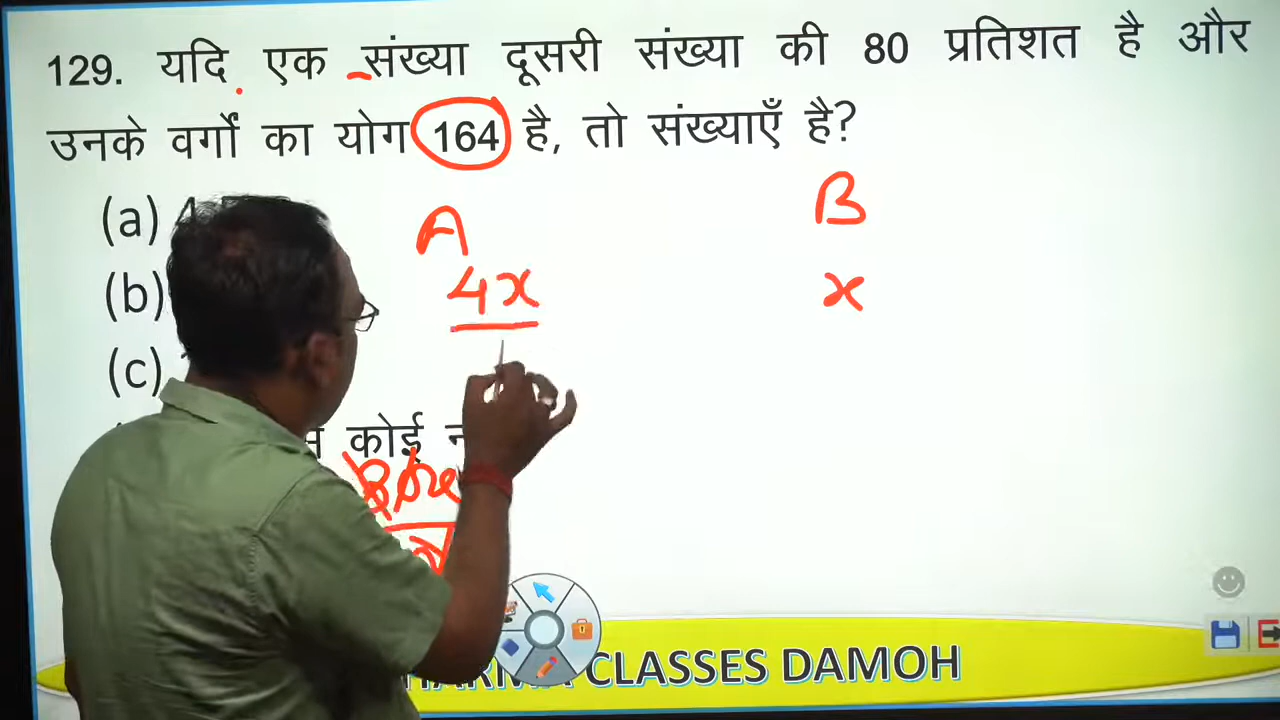 129. यदि एक संख्या दूसरी संख्या की 80 प्रतिशत है और
उनके वर्गों का योग 164 है, तो संख्याएँ है?
(a)
A
B
(b)
4x
x
(c)
कोई
CLASSES DAMOH